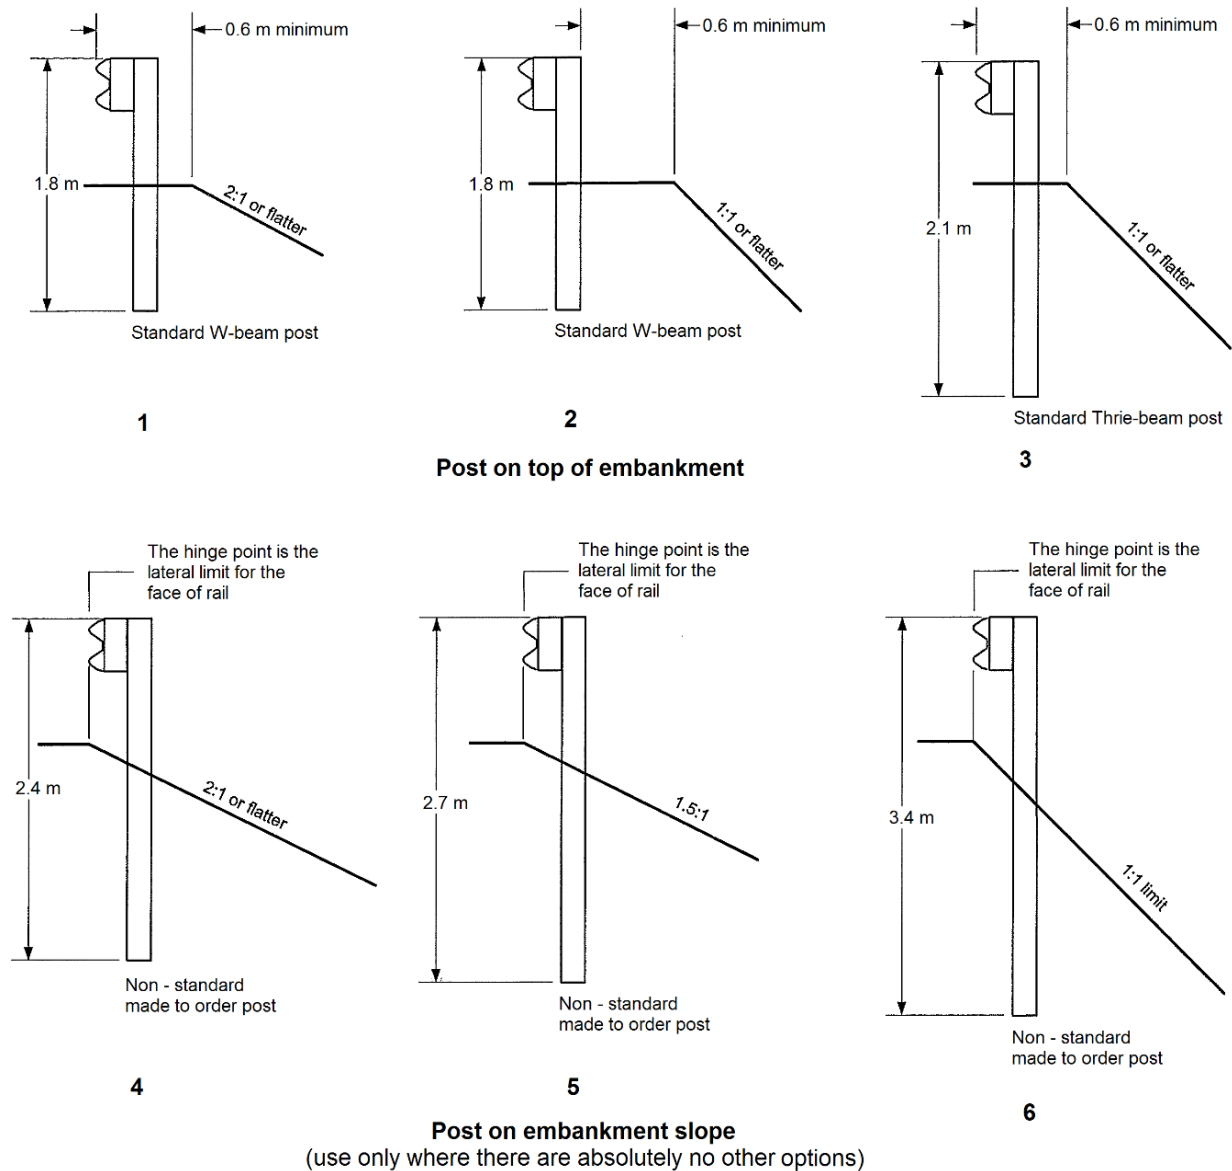 0.6 m minimum
0.6 m minimum
0.6 m minimum
1.8 m
2:1 or flatter
1.8 m
1:1 or flatter
2.1 m
1:1 or flatter
Standard W-beam post
Standard W-beam post
Standard Thrie-beam post
1
2
3
Post on top of embankment
The hinge point is the
lateral limit for the
face of rail
The hinge point is the
lateral limit for the
face of rail
The hinge point is the
lateral limit for the
face of rail
2.4 m
2:1 or flatter
2.7 m
1.5:1
3.4 m
1:1 limit
Non - standard
made to order post
Non - standard
made to order post
Non - standard
made to order post
4
5
6
Post on embankment slope
(use only where there are absolutely no other options)